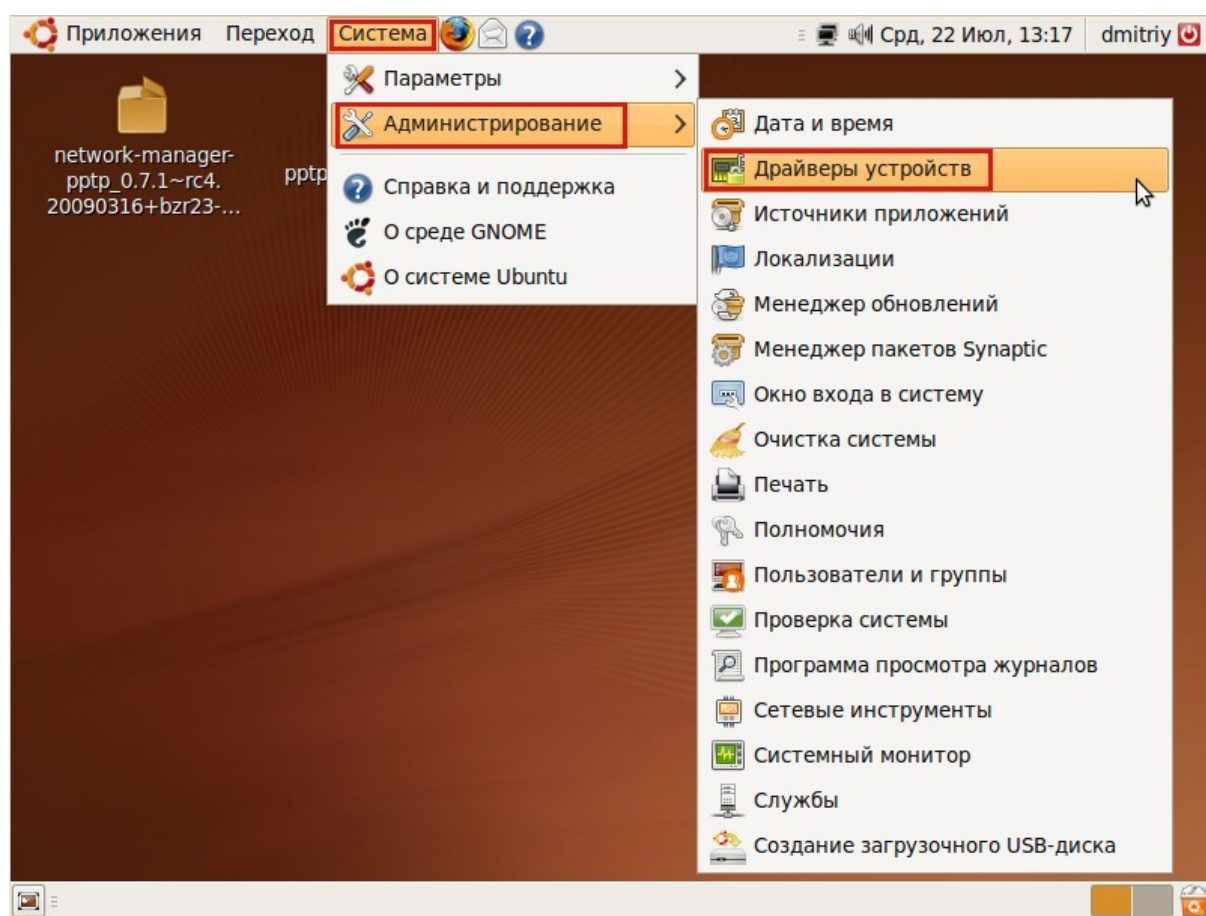 Приложения Переход Система Срд, 22 Июл, 13:17 dmitriy
network-manager-
pptp_0.7.1~rc4.
20090316+bzr23-...
pptp
Параметры
Администрирование
Справка и поддержка
О среде GNOME
О системе Ubuntu
Дата и время
Драйверы устройств
Источники приложений
Локализации
Менеджер обновлений
Менеджер пакетов Synaptic
Окно входа в систему
Очистка системы
Печать
Полномочия
Пользователи и группы
Проверка системы
Программа просмотра журналов
Сетевые инструменты
Системный монитор
Службы
Создание загрузочного USB-диска